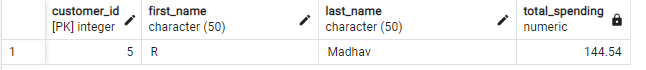 customer_id first_name last_name total_spending
[PK] integer character (50) character (50) numeric
1 5 R Madhav 144.54